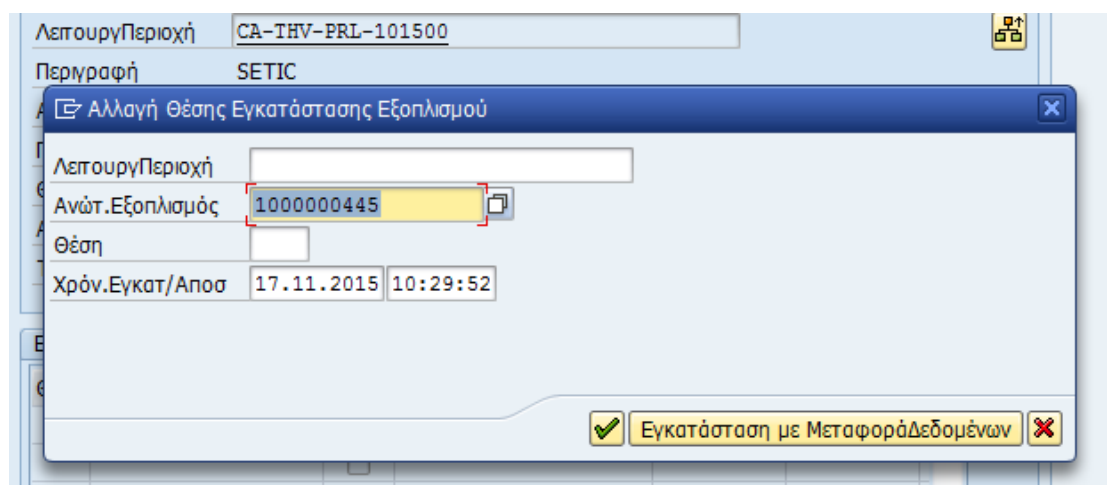 ΛειτουργΠεριοχή CA-THV-PRL-101500
Περιγραφή SETIC
Αλλαγή Θέσης Εγκατάστασης Εξοπλισμού
ΛειτουργΠεριοχή
Ανώτ.Εξοπλισμός 1000000445
Θέση
Χρόν.Εγκατ/Αποσ 17.11.2015 10:29:52
Εγκατάσταση με ΜεταφοράΔεδομένων